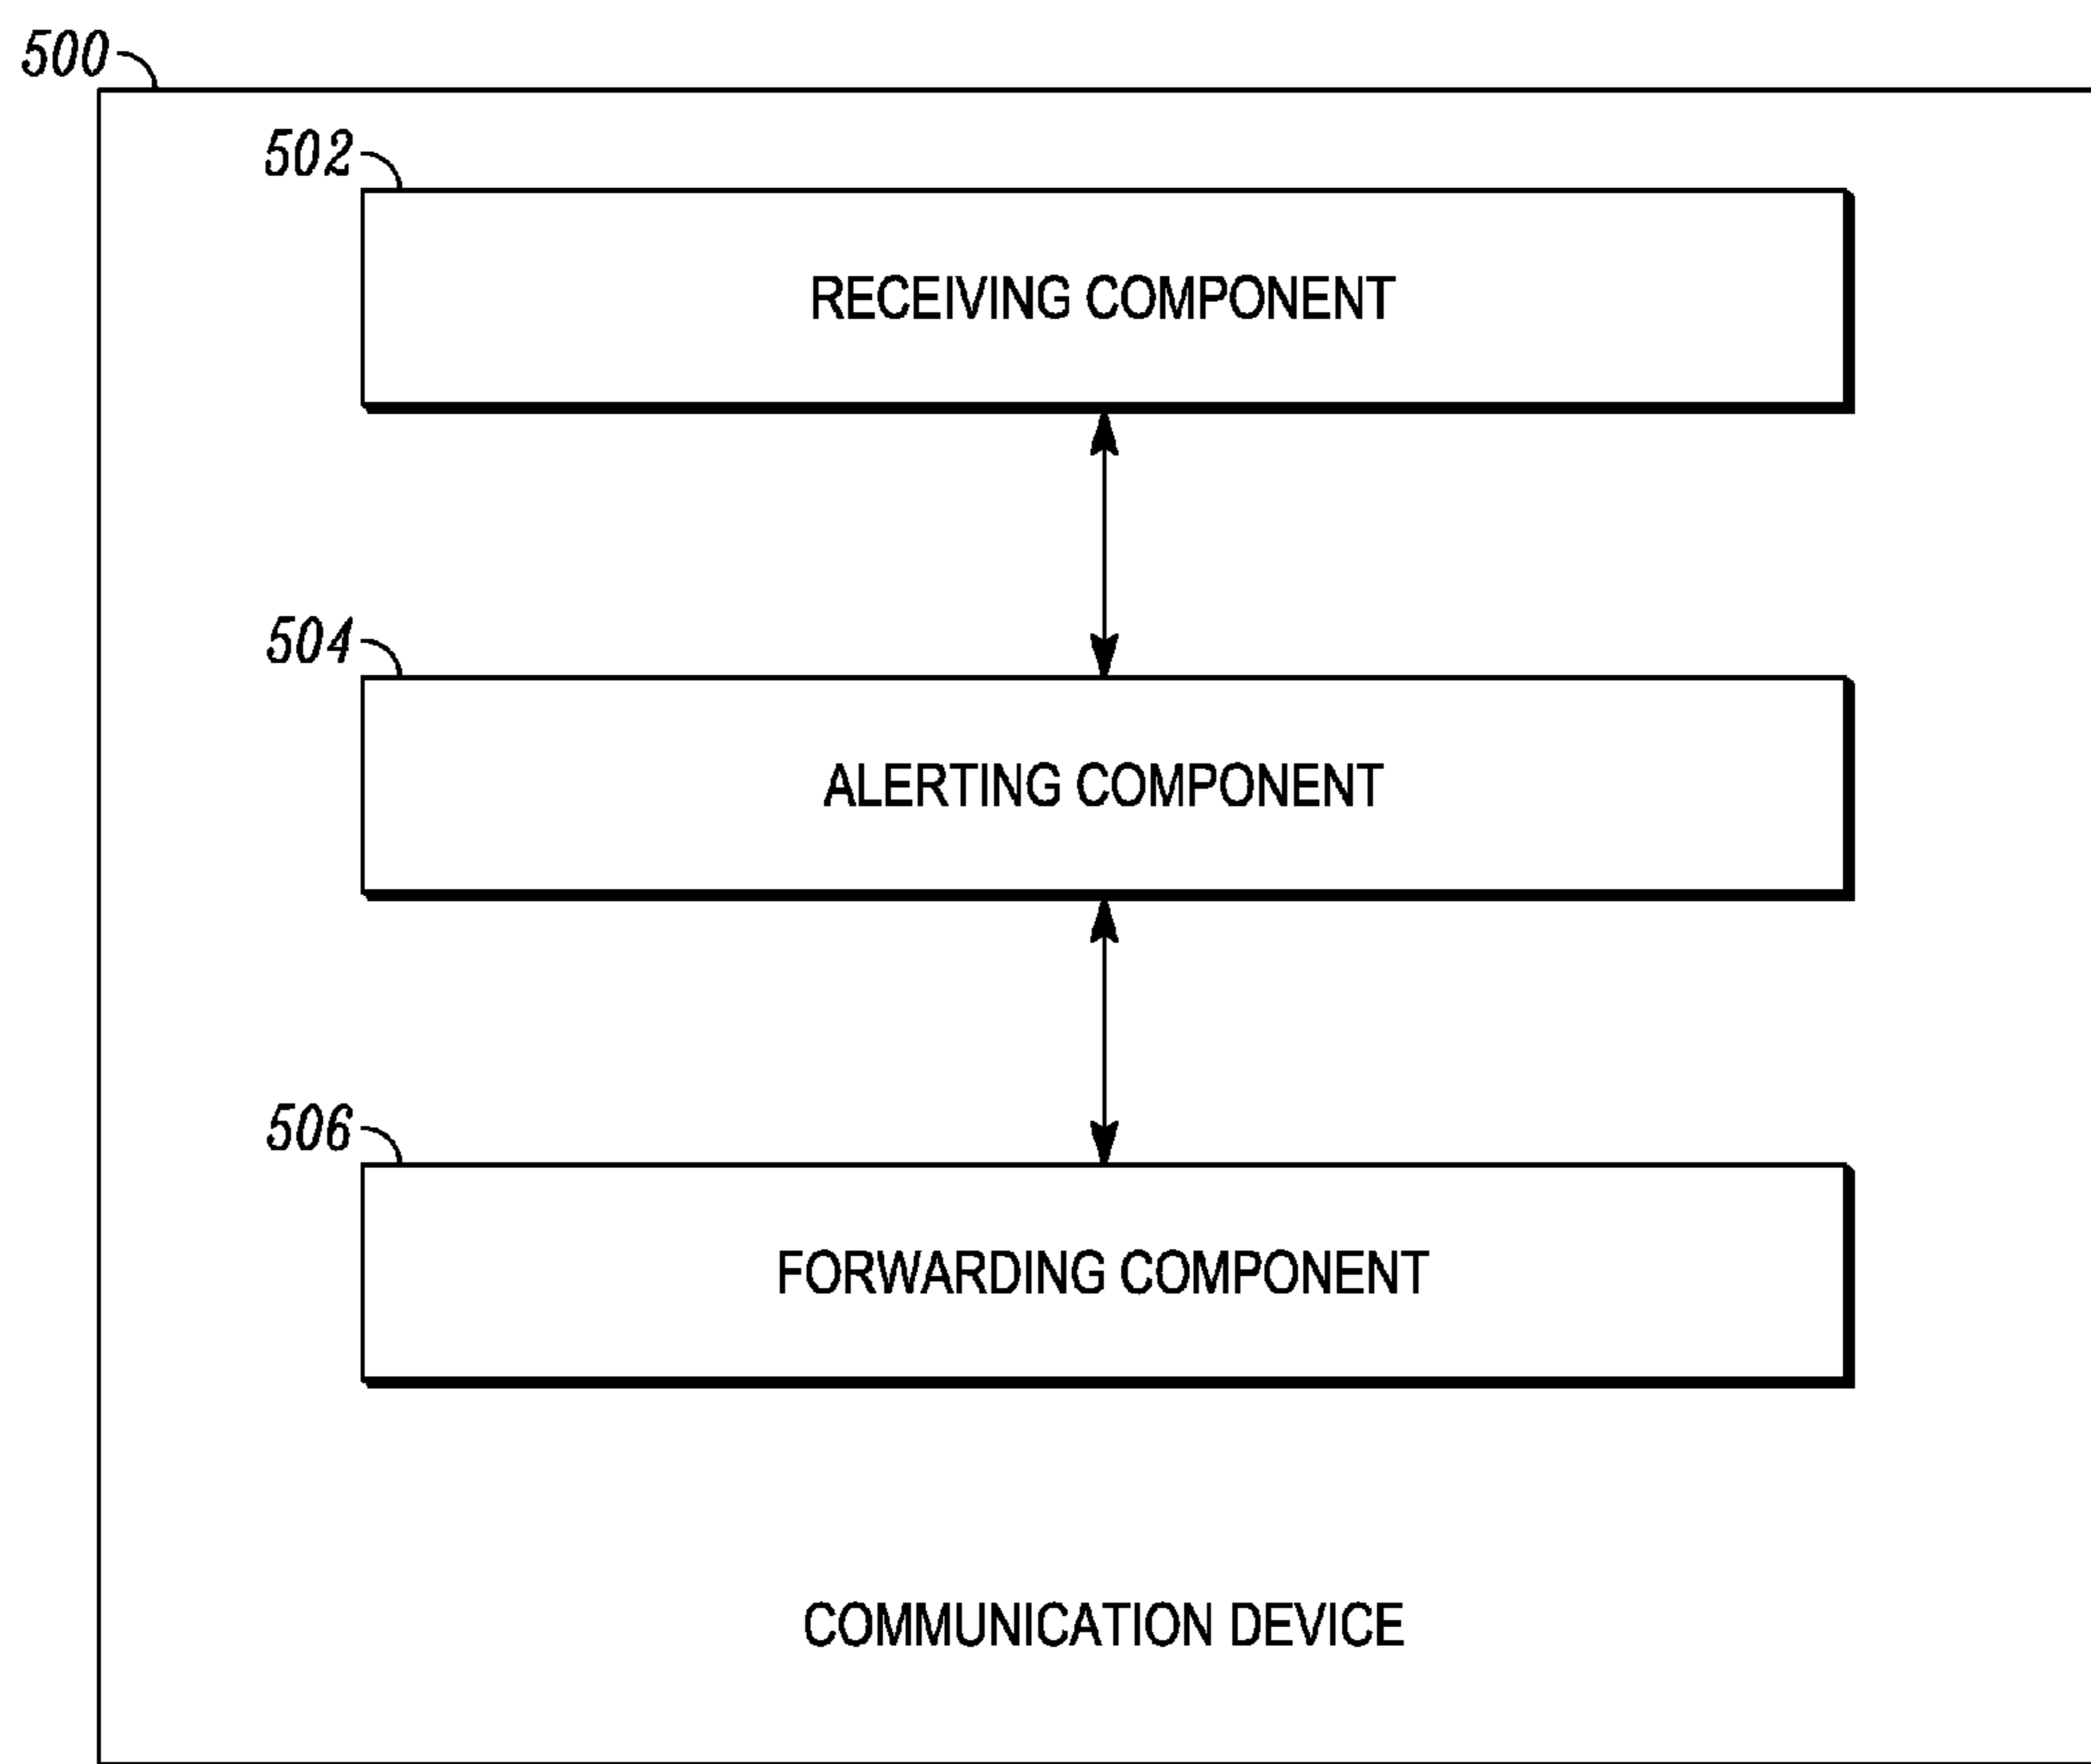 500
502
RECEIVING COMPONENT
504
ALERTING COMPONENT
506
FORWARDING COMPONENT
COMMUNICATION DEVICE